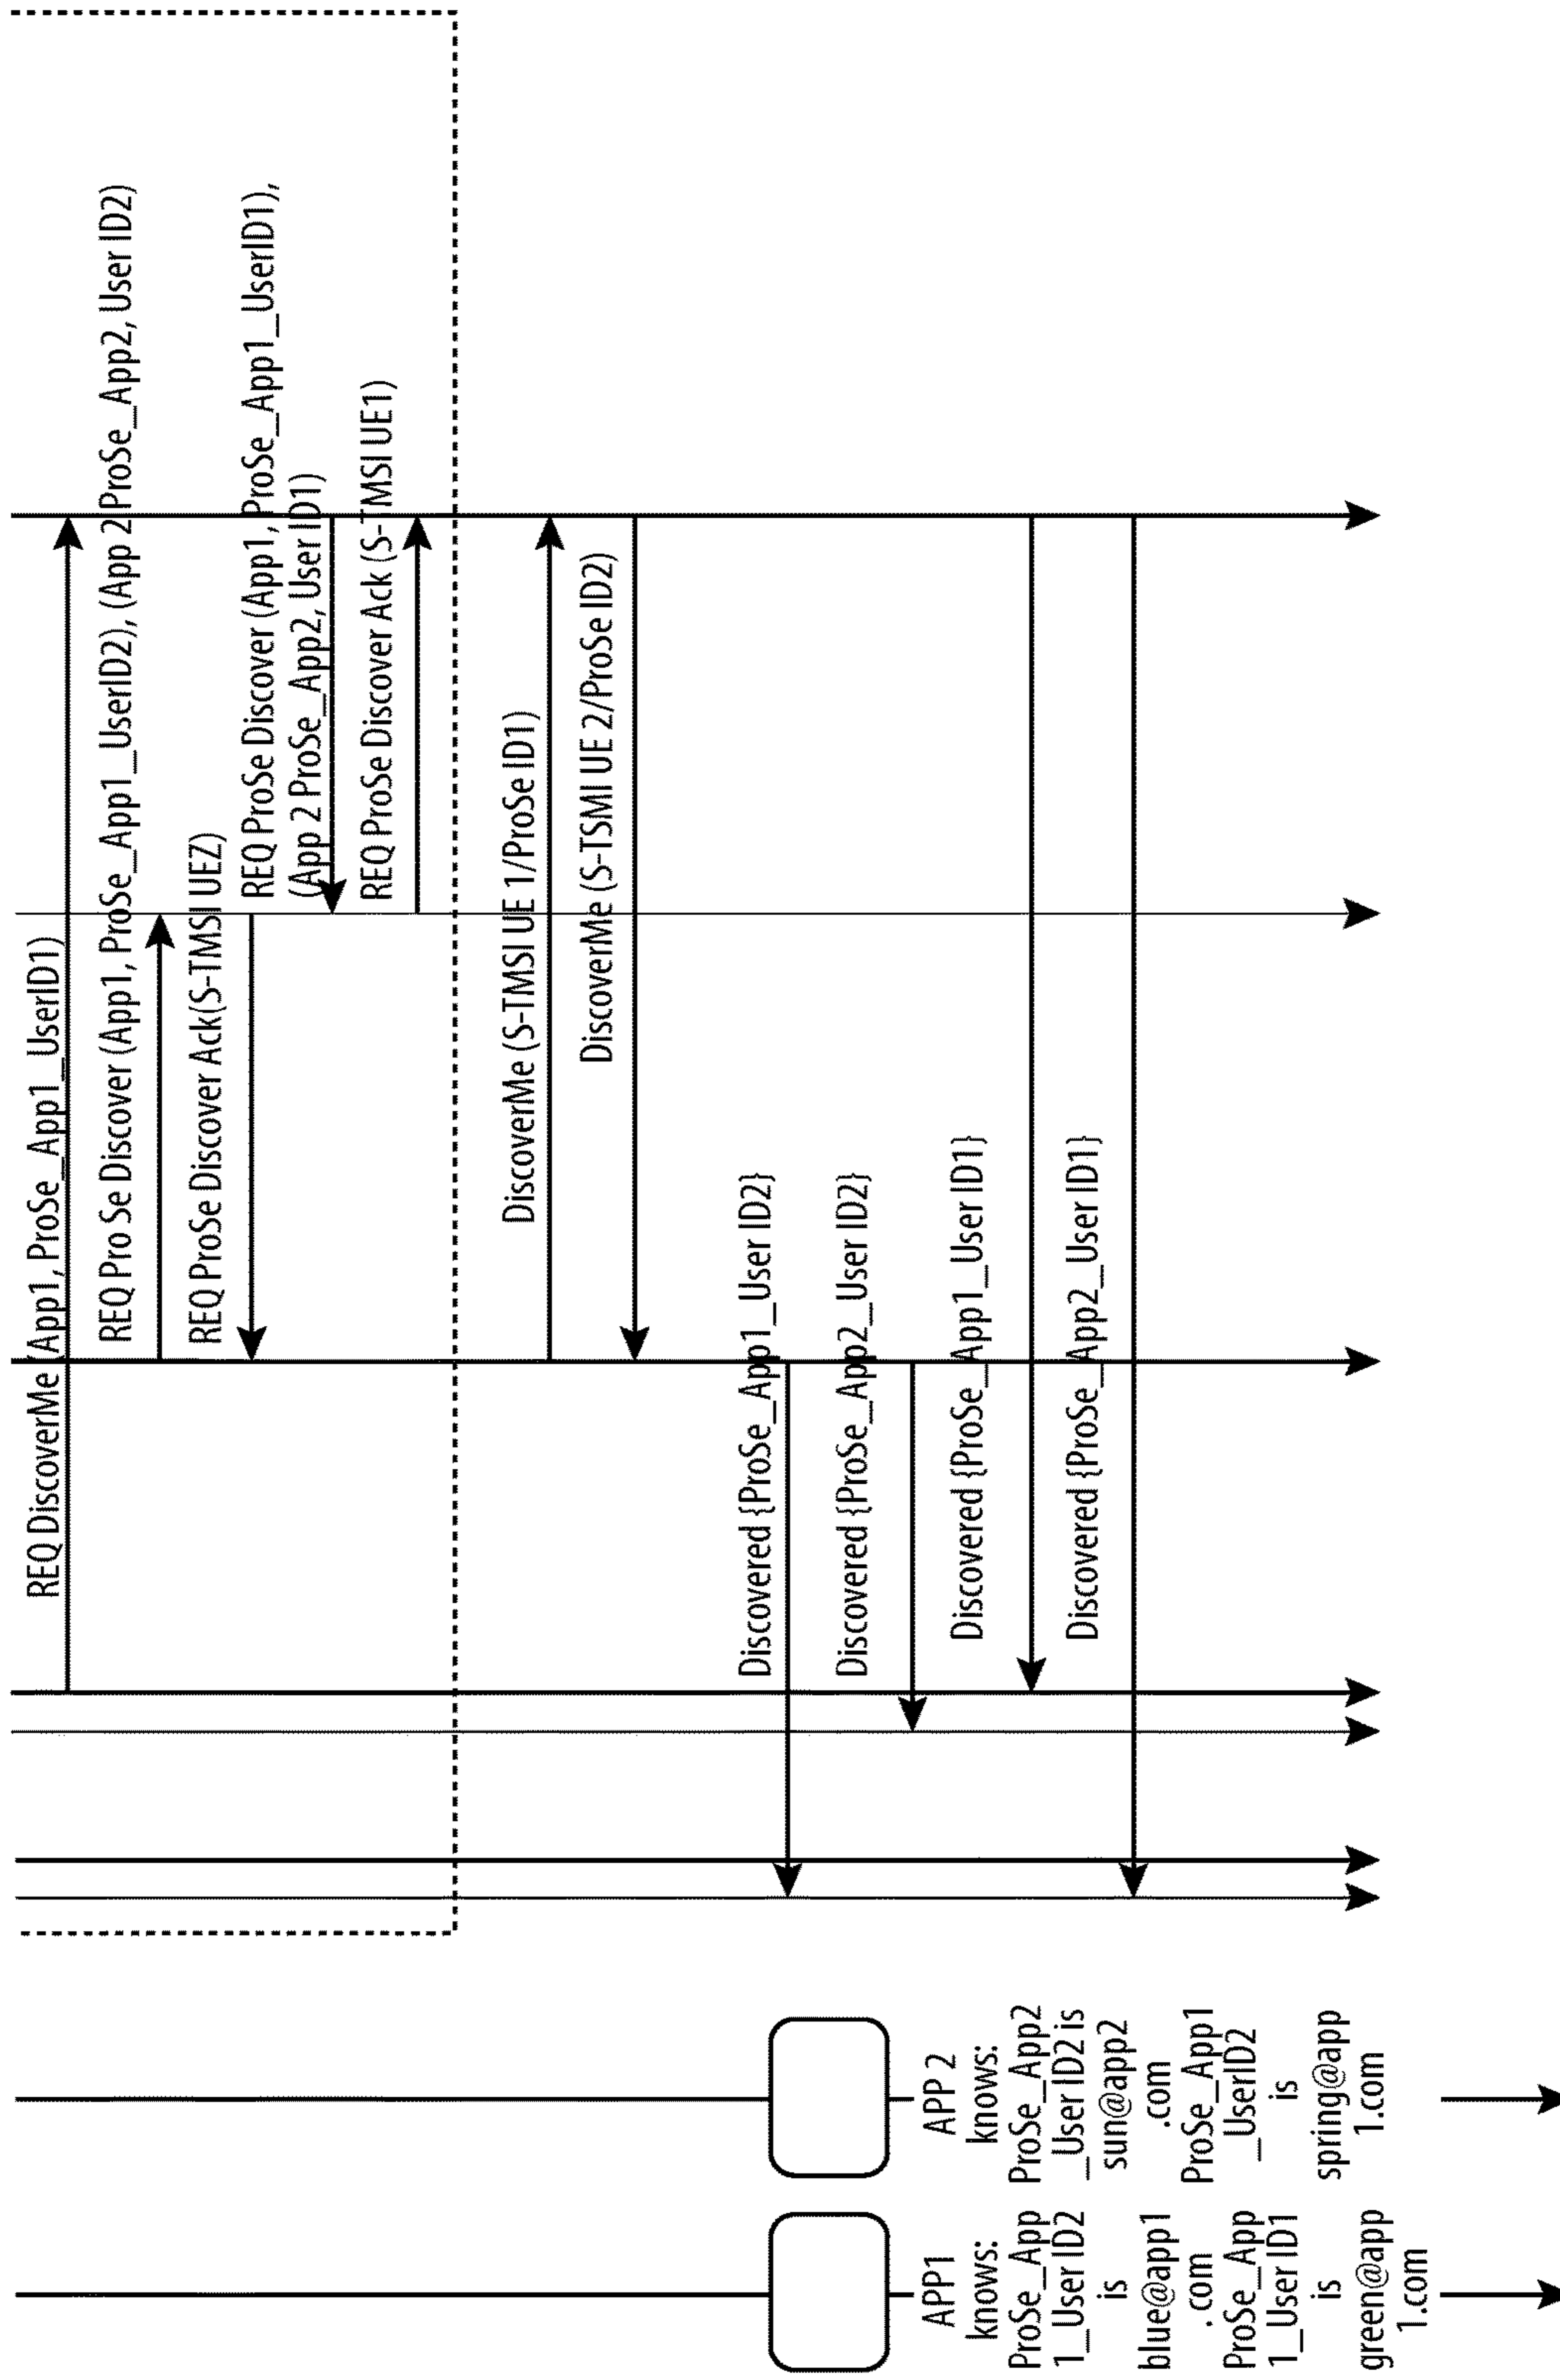 REQ DiscoverMe (App1, ProSe_App1_UserID1)
REQ Pro Se Discover (App1, ProSe_App1_UserID2), (App 2ProSe_App2, User ID2)
REQ ProSe Discover Ack(S-TMSI UEZ)
REQ ProSe Discover (App1, ProSe_App1_UserID1),
(App 2 ProSe_App2, User ID1)
REQ ProSe Discover Ack (S-TMSI UE1)
DiscoverMe (S-TMSI UE 1/ProSe ID1)
DiscoverMe (S-TSMI UE 2/ProSe ID2)
Discovered {ProSe_App1_User ID2}
Discovered {ProSe_App2_User ID2}
Discovered {ProSe_App1_User ID1}
Discovered {ProSe_App2_User ID1}
APP1
knows:
ProSe_App
1_User ID2
is
blue@app1
.com
ProSe_App
1_User ID1
is
green@app
1.com
APP 2
knows:
ProSe_App2
_User ID2 is
sun@app2
.com
ProSe_App1
_UserID2
is
spring@app
1.com